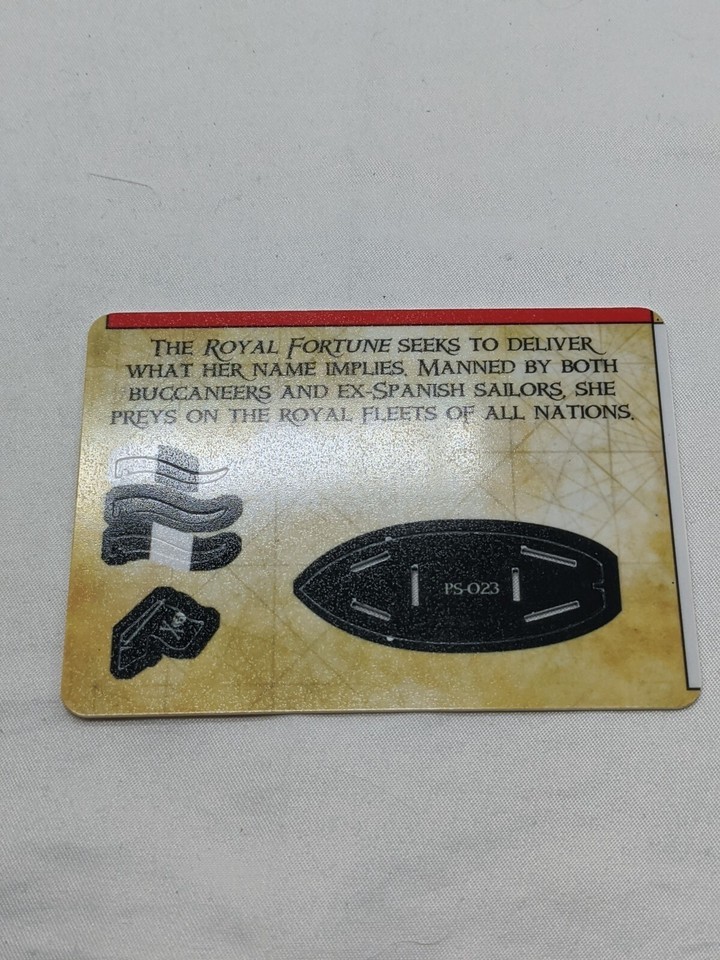 The Royal Fortune seeks to deliver
what her name implies. Manned by both
buccaneers and ex-Spanish sailors, she
preys on the royal fleets of all nations.
PS-023